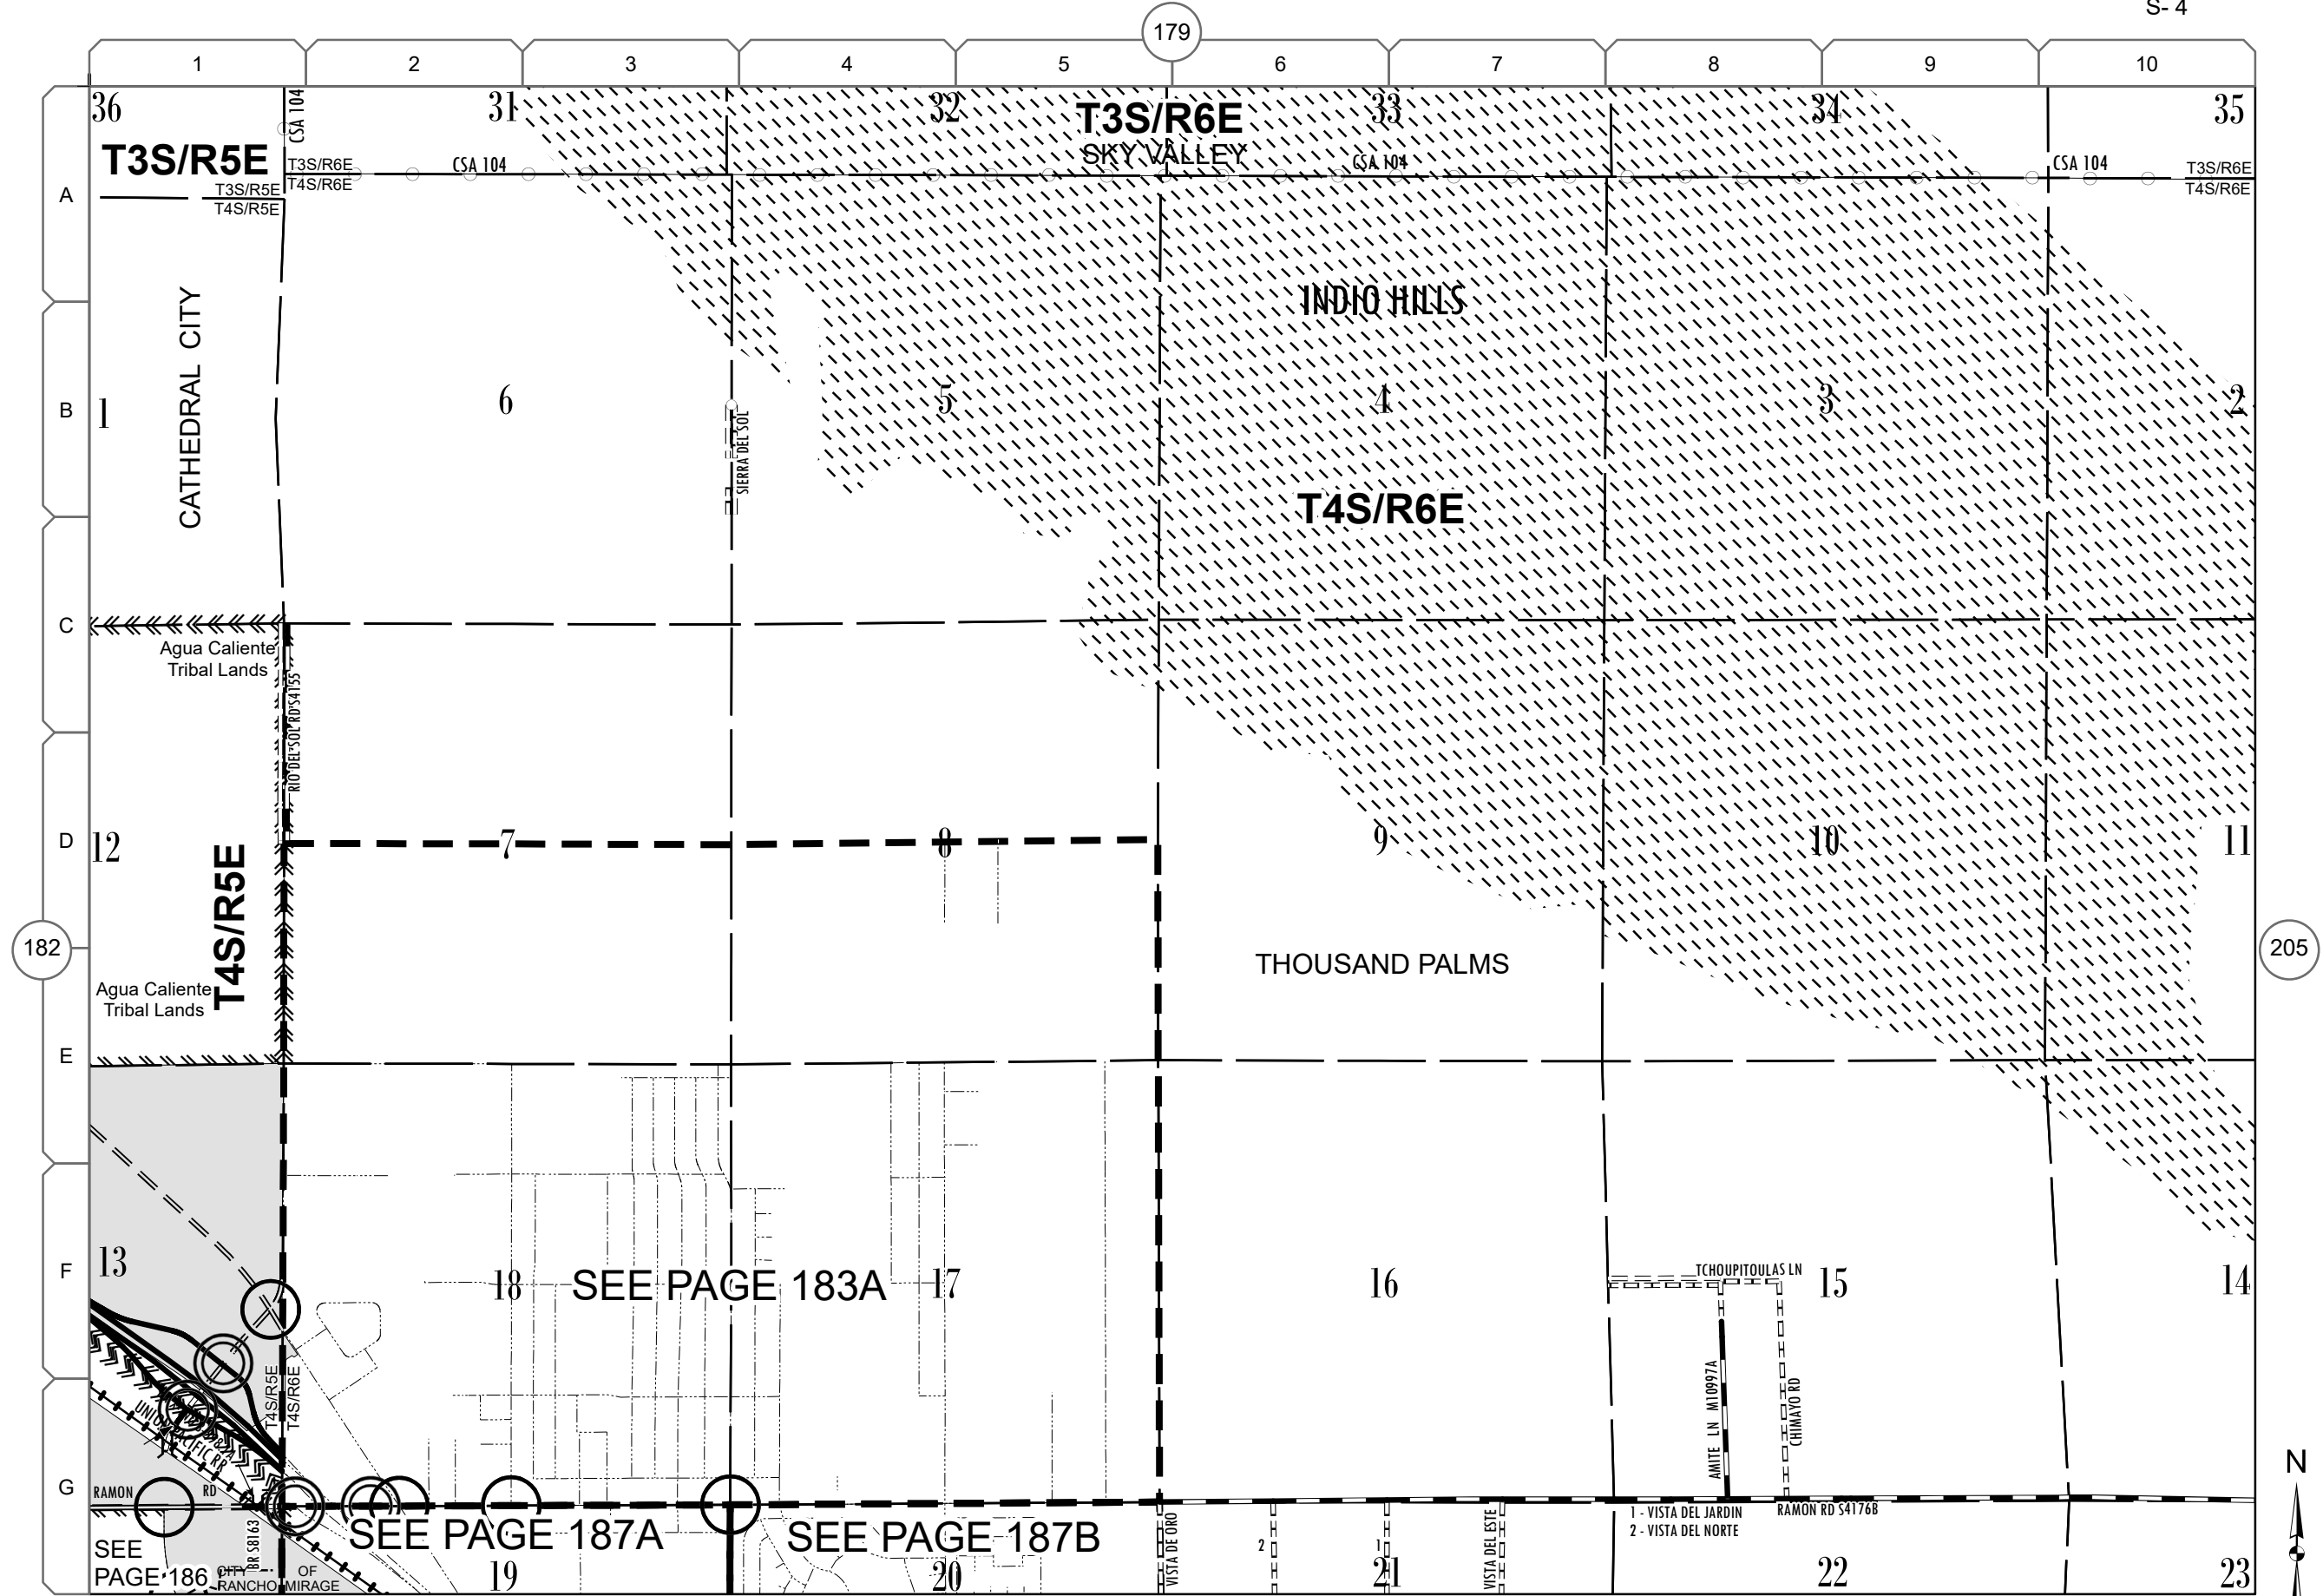 S- 4
179
1 2 3 4 5 6 7 8 9 10
36 31 32 33 34 35
CSA 104
T3S/R6E
SKY VALLEY
T3S/R5E
T3S/R6E
T4S/R6E
CSA 104
CSA 104
CSA 104
T3S/R6E
T4S/R6E
A
T3S/R5E
T4S/R5E
INDIO HILLS
CATHEDRAL CITY
B
1 6 5 4 3 2
SIERRA DEL SOL
T4S/R6E
C
Agua Caliente
Tribal Lands
RIO DEL SOL RD S4155
D
12 7 8 9 10 11
T4S/R5E
182
THOUSAND PALMS
205
Agua Caliente
Tribal Lands
E
F
13 18 SEE PAGE 183A 17 16 15 14
TCHOUPITOULAS LN
T4S/R5E
T4S/R6E
AMITE LN M10997A
CHIMAYO RD
UNION PACIFIC RR
N
G
RAMON RD
BR S8163
SEE PAGE 187A
SEE PAGE 187B
VISTA DE ORO
2
1
VISTA DEL ESTE
1 - VISTA DEL JARDIN
2 - VISTA DEL NORTE
RAMON RD S4176B
SEE
PAGE 186
CITY OF
RANCHO MIRAGE
19 20 21 22 23